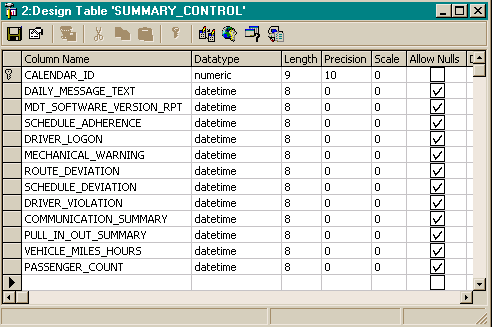 2:Design Table 'SUMMARY_CONTROL'
Column Name Datatype Length Precision Scale Allow Nulls
CALENDAR_ID numeric 9 10 0
DAILY_MESSAGE_TEXT datetime 8 0 0
MDT_SOFTWARE_VERSION_RPT datetime 8 0 0
SCHEDULE_ADHERENCE datetime 8 0 0
DRIVER_LOGON datetime 8 0 0
MECHANICAL_WARNING datetime 8 0 0
ROUTE_DEVIATION datetime 8 0 0
SCHEDULE_DEVIATION datetime 8 0 0
DRIVER_VIOLATION datetime 8 0 0
COMMUNICATION_SUMMARY datetime 8 0 0
PULL_IN_OUT_SUMMARY datetime 8 0 0
VEHICLE_MILES_HOURS datetime 8 0 0
PASSENGER_COUNT datetime 8 0 0